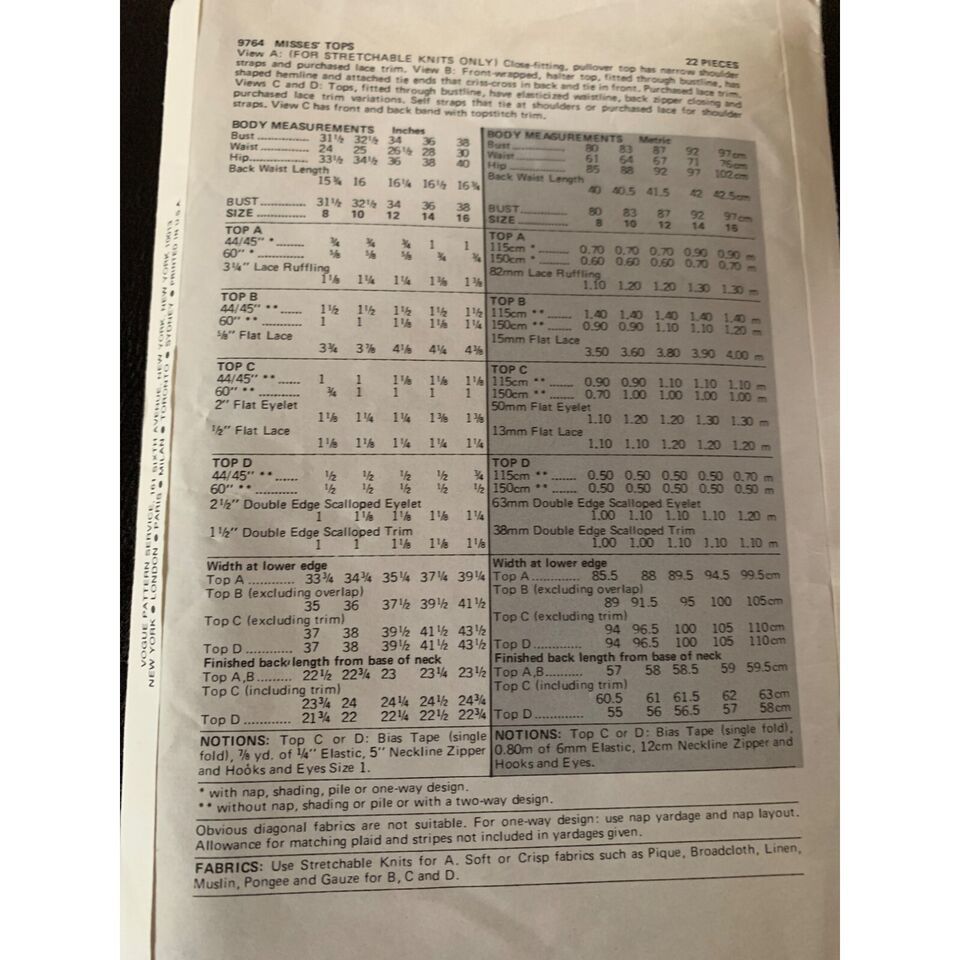 9764 MISSES' TOPS 22 PIECES
View A: (FOR STRETCHABLE KNITS ONLY) Close-fitting, pullover top has narrow shoulder
straps and purchased lace trim. View B: Front-wrapped, halter top, fitted through bustline, has
shaped hemline and attached tie ends that criss-cross in back and tie in front. Purchased lace trim.
Views C and D: Tops, fitted through bustline, have elasticized waistline, back zipper closing and
purchased lace trim variations. Self straps that tie at shoulders or purchased lace for shoulder
straps. View C has front and back band with topstitch trim.
BODY MEASUREMENTS Inches
Bust.............. 31½ 32½ 34 36 38
Waist.............. 24 25 26½ 28 30
Hip.............. 33½ 34½ 36 38 40
Back Waist Length
15¾ 16 16¼ 16½ 16¾
BUST.............. 31½ 32½ 34 36 38
SIZE.............. 8 10 12 14 16
TOP A
44/45" * ........ ¾ ¾ ¾ 1 1
60" * ............ ⅝ ⅝ ⅝ ¾ ¾
3¼" Lace Ruffling
1⅛ 1¼ 1¼ 1⅜ 1⅜
TOP B
44/45" ** ...... 1½ 1½ 1½ 1½ 1½
60" ** ............ 1 1 1⅛ 1⅛ 1¼
⅝" Flat Lace
3¾ 3⅞ 4⅛ 4¼ 4⅜
TOP C
44/45" ** ...... 1 1 1⅛ 1⅛ 1⅛
60" ** ............ ¾ 1 1 1 1
2" Flat Eyelet
1⅛ 1¼ 1¼ 1⅜ 1⅜
½" Flat Lace
1⅛ 1⅛ 1¼ 1¼ 1¼
TOP D
44/45" ** ...... ½ ½ ½ ½ ¾
60" ** ............ ½ ½ ½ ½ ½
2½" Double Edge Scalloped Eyelet
1 1⅛ 1⅛ 1⅛ 1¼
1½" Double Edge Scalloped Trim
1 1 1⅛ 1⅛ 1⅛
Width at lower edge
Top A ............ 33¾ 34¾ 35¼ 37¼ 39¼
Top B (excluding overlap)
35 36 37½ 39½ 41½
Top C (excluding trim)
37 38 39½ 41½ 43½
Top D ............ 37 38 39½ 41½ 43½
Finished back length from base of neck
Top A,B.......... 22½ 22¾ 23 23¼ 23½
Top C (including trim)
23¾ 24 24¼ 24½ 24¾
Top D ............ 21¾ 22 22¼ 22½ 22¾
NOTIONS: Top C or D: Bias Tape (single
fold), ⅞ yd. of ¼" Elastic, 5" Neckline Zipper
and Hooks and Eyes Size 1.
BODY MEASUREMENTS Metric
Bust.............. 80 83 87 92 97cm
Waist.............. 61 64 67 71 76cm
Hip.............. 85 88 92 97 102cm
Back Waist Length
40 40.5 41.5 42 42.5cm
BUST.............. 80 83 87 92 97cm
SIZE.............. 8 10 12 14 16
TOP A
115cm * ........ 0.70 0.70 0.70 0.90 0.90 m
150cm * ........ 0.60 0.60 0.60 0.70 0.70 m
82mm Lace Ruffling
1.10 1.20 1.20 1.30 1.30 m
TOP B
115cm ** ...... 1.40 1.40 1.40 1.40 1.40 m
150cm ** ...... 0.90 0.90 1.10 1.10 1.20 m
15mm Flat Lace
3.50 3.60 3.80 3.90 4.00 m
TOP C
115cm ** ....... 0.90 0.90 1.10 1.10 1.10 m
150cm ** ....... 0.70 1.00 1.00 1.00 1.00 m
50mm Flat Eyelet
1.10 1.20 1.20 1.30 1.30 m
13mm Flat Lace
1.10 1.10 1.20 1.20 1.20 m
TOP D
115cm ** ....... 0.50 0.50 0.50 0.50 0.70 m
150cm ** ....... 0.50 0.50 0.50 0.50 0.50 m
63mm Double Edge Scalloped Eyelet
1.00 1.10 1.10 1.10 1.20 m
38mm Double Edge Scalloped Trim
1.00 1.00 1.10 1.10 1.10 m
Width at lower edge
Top A............. 85.5 88 89.5 94.5 99.5cm
Top B (excluding overlap)
89 91.5 95 100 105cm
Top C (excluding trim)
94 96.5 100 105 110cm
Top D............. 94 96.5 100 105 110cm
Finished back length from base of neck
Top A,B.......... 57 58 58.5 59 59.5cm
Top C (including trim)
60.5 61 61.5 62 63cm
Top D ............. 55 56 56.5 57 58cm
NOTIONS: Top C or D: Bias Tape (single fold),
0.80m of 6mm Elastic, 12cm Neckline Zipper and
Hooks and Eyes.
* with nap, shading, pile or one-way design.
** without nap, shading or pile or with a two-way design.
Obvious diagonal fabrics are not suitable. For one-way design: use nap yardage and nap layout.
Allowance for matching plaid and stripes not included in yardages given.
FABRICS: Use Stretchable Knits for A. Soft or Crisp fabrics such as Pique, Broadcloth, Linen,
Muslin, Pongee and Gauze for B, C and D.
VOGUE PATTERN SERVICE, 161 SIXTH AVENUE, NEW YORK, NEW YORK 10013
NEW YORK ● LONDON ● PARIS ● MILAN ● TORONTO ● SYDNEY ● PRINTED IN U.S.A.